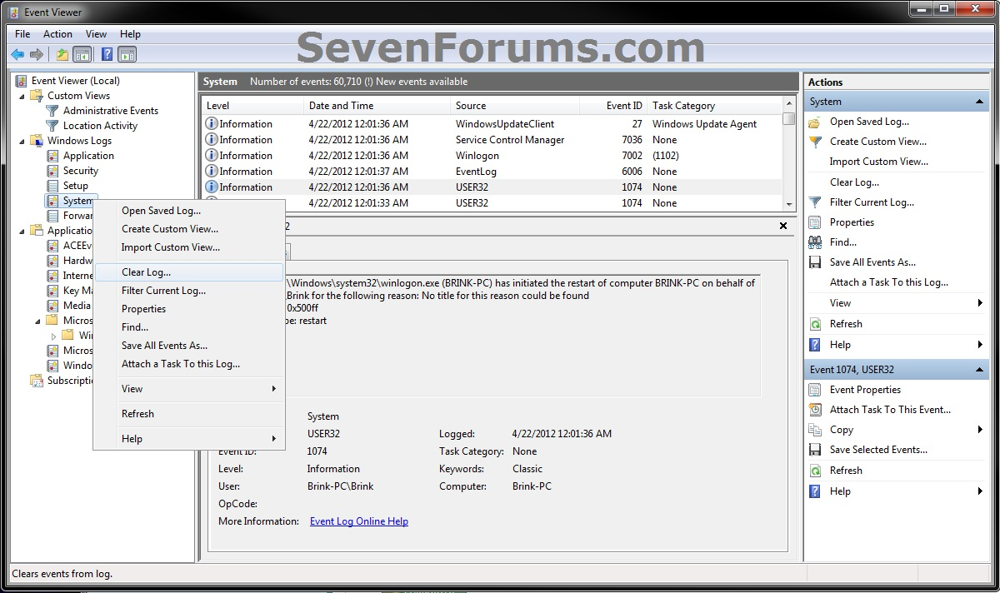 Event Viewer
File Action View Help
SevenForums.com
Event Viewer (Local)
Custom Views
Administrative Events
Location Activity
Windows Logs
Application
Security
Setup
System
Forwar
Applicatio
ACEEv
Hardw
Interne
Key M
Media
Micros
Wi
Micros
Windo
Subscripti
Open Saved Log...
Create Custom View...
Import Custom View...
Clear Log...
Filter Current Log...
Properties
Find...
Save All Events As...
Attach a Task To this Log...
View
Refresh
Help
System Number of events: 60,710 (!) New events available
Level Date and Time Source Event ID Task Category
Information 4/22/2012 12:01:36 AM WindowsUpdateClient 27 Windows Update Agent
Information 4/22/2012 12:01:36 AM Service Control Manager 7036 None
Information 4/22/2012 12:01:36 AM Winlogon 7002 (1102)
Information 4/22/2012 12:01:37 AM EventLog 6006 None
Information 4/22/2012 12:01:36 AM USER32 1074 None
4/22/2012 12:01:33 AM USER32 1074 None
2
\Windows\system32\winlogon.exe (BRINK-PC) has initiated the restart of computer BRINK-PC on behalf of
Brink for the following reason: No title for this reason could be found
0x500ff
pe: restart
System
USER32 Logged: 4/22/2012 12:01:36 AM
Event ID: 1074 Task Category: None
Level: Information Keywords: Classic
User: Brink-PC\Brink Computer: Brink-PC
OpCode:
More Information: Event Log Online Help
Actions
System
Open Saved Log...
Create Custom View...
Import Custom View...
Clear Log...
Filter Current Log...
Properties
Find...
Save All Events As...
Attach a Task To this Log...
View
Refresh
Help
Event 1074, USER32
Event Properties
Attach Task To This Event...
Copy
Save Selected Events...
Refresh
Help
Clears events from log.